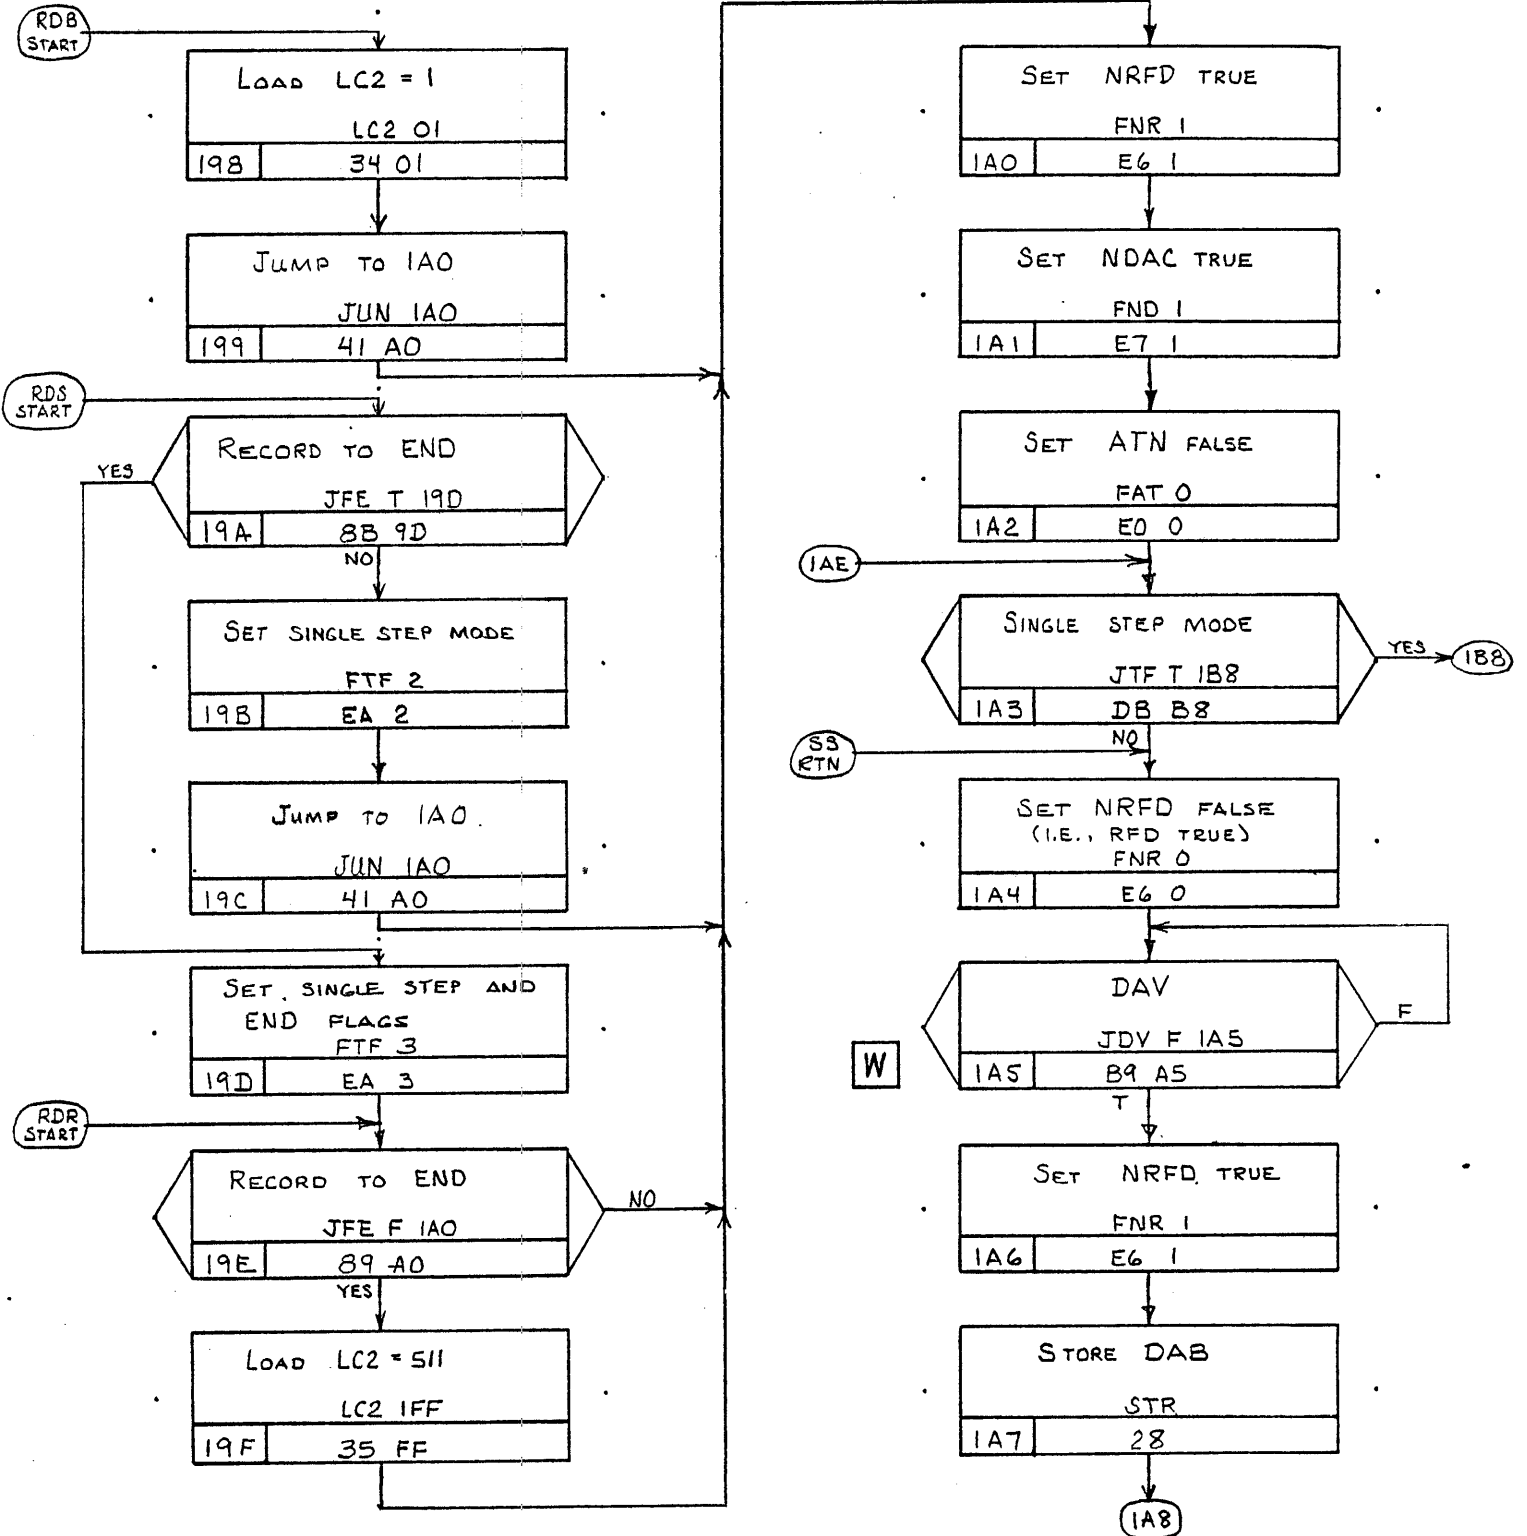 RDB
START
LOAD LC2 = 1
LC2 01
198 34 01
JUMP TO 1A0
JUN 1A0
199 41 A0
RDS
START
RECORD TO END
YES
JFE T 19D
19A 8B 9D
NO
SET SINGLE STEP MODE
FTF 2
19B EA 2
JUMP TO 1A0.
JUN 1A0
19C 41 A0
SET SINGLE STEP AND
END FLAGS
FTF 3
19D EA 3
RDR
START
RECORD TO END
NO
JFE F 1A0
19E 89 A0
YES
LOAD LC2 = 511
LC2 1FF
19F 35 FF
SET NRFD TRUE
FNR 1
1A0 E6 1
SET NDAC TRUE
FND 1
1A1 E7 1
SET ATN FALSE
FAT 0
1A2 E0 0
1AE
SINGLE STEP MODE
YES 1B8
JTF T 1B8
1A3 DB B8
NO
SS
RTN
SET NRFD FALSE
(I.E., RFD TRUE)
FNR 0
1A4 E6 0
DAV
F
JDV F 1A5
W
1A5 B9 A5
T
SET NRFD TRUE
FNR 1
1A6 E6 1
STORE DAB
STR
1A7 28
1A8